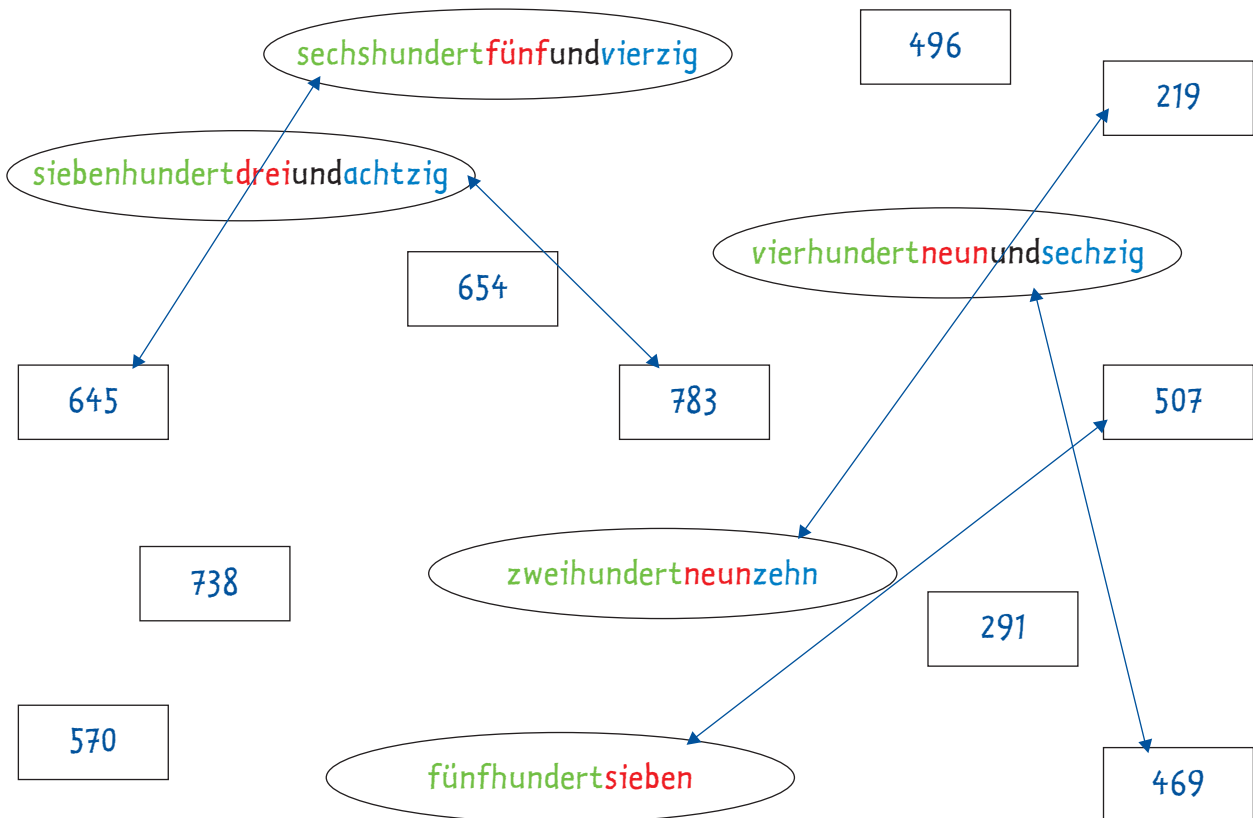 sechshundertfünfundvierzig
496
219
siebenhundertdreiundachtzig
vierhundertneunundsechzig
654
645
783
507
738
zweihundertneunzehn
291
570
fünfhundertsieben
469